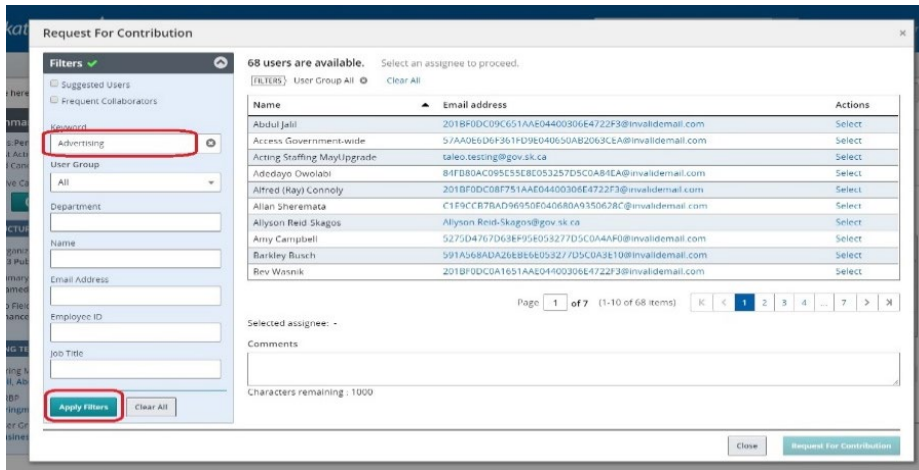 Request For Contribution
×
Filters
Suggested Users
Frequent Collaborators
Keyword
Advertising
User Group
All
Department
Name
Email Address
Employee ID
Job Title
Apply Filters
Clear All
68 users are available. Select an assignee to proceed.
FILTERS User Group All Clear All
Name Email address Actions
Abdul Jalil 201BF0DC09C651AAE04400306E4722F3@invalidemail.com Select
Access Government-wide 57AA0E6D6F361FD9E040650AB2063CEA@invalidemail.com Select
Acting Staffing MayUpgrade taleo.testing@gov.sk.ca Select
Adedayo Owolabi 84FB80AC095E55E8E053257D5C0A84EA@invalidemail.com Select
Alfred (Ray) Connoly 201BF0DC08F751AAE04400306E4722F3@invalidemail.com Select
Allan Sheremata C1F9CCB7BAD96950E040680A9350628C@invalidemail.com Select
Allyson Reid-Skagos Allyson.Reid-Skagos@gov.sk.ca Select
Amy Campbell 5275D4767D63EF95E053277D5C0A4AF0@invalidemail.com Select
Barkley Busch 591A568ADA26EBE6E053277D5C0A3E10@invalidemail.com Select
Bev Wasnik 201BF0DC0A1651AAE04400306E4722F3@invalidemail.com Select
Page 1 of 7 (1-10 of 68 items) K < 1 2 3 4 ... 7 > >|
Selected assignee: -
Comments
Characters remaining : 1000
Close
Request For Contribution